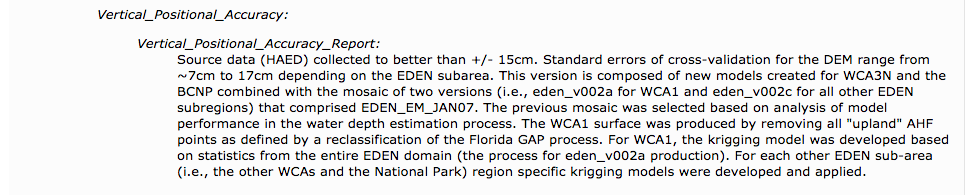 Vertical_Positional_Accuracy:
Vertical_Positional_Accuracy_Report:
Source data (HAED) collected to better than +/- 15cm. Standard errors of cross-validation for the DEM range from
~7cm to 17cm depending on the EDEN subarea. This version is composed of new models created for WCA3N and the
BCNP combined with the mosaic of two versions (i.e., eden_v002a for WCA1 and eden_v002c for all other EDEN
subregions) that comprised EDEN_EM_JAN07. The previous mosaic was selected based on analysis of model
performance in the water depth estimation process. The WCA1 surface was produced by removing all "upland" AHF
points as defined by a reclassification of the Florida GAP process. For WCA1, the krigging model was developed based
on statistics from the entire EDEN domain (the process for eden_v002a production). For each other EDEN sub-area
(i.e., the other WCAs and the National Park) region specific krigging models were developed and applied.